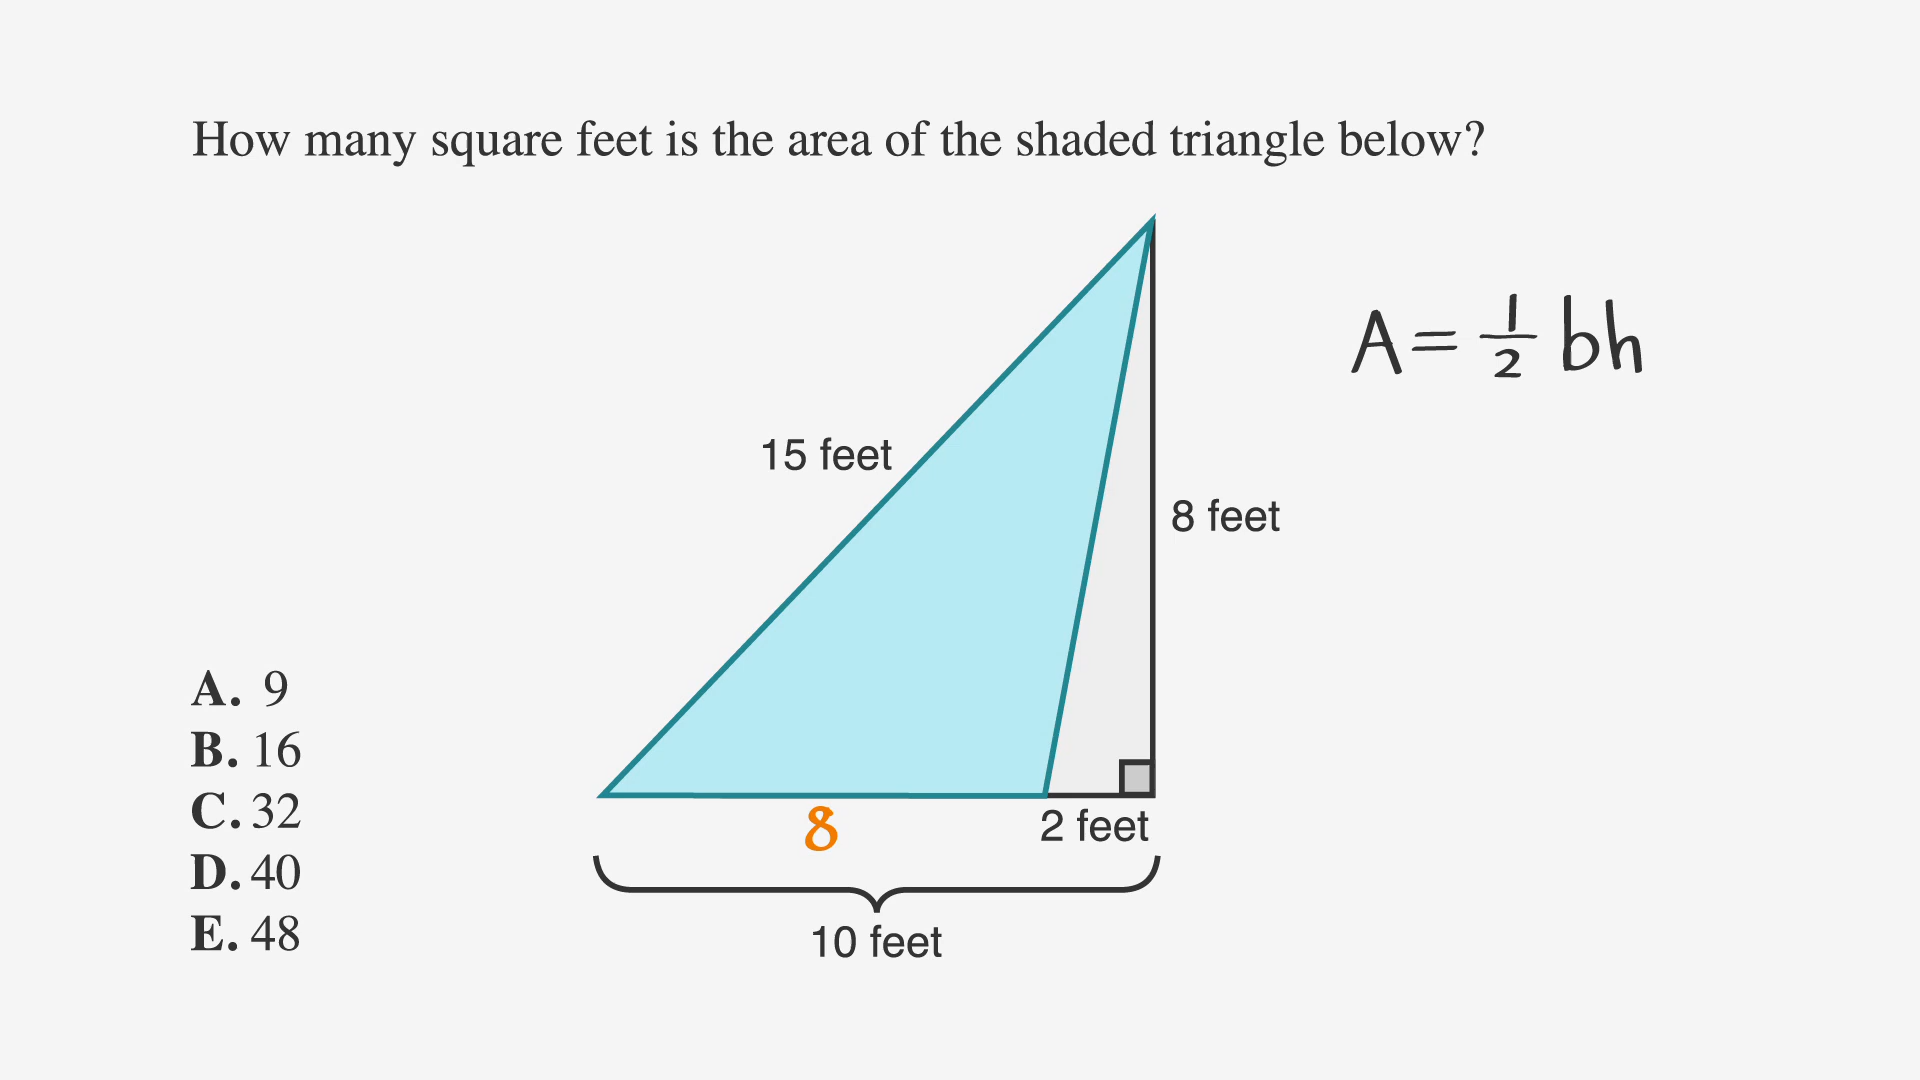 How many square feet is the area of the shaded triangle below?
A = 1/2 bh
15 feet
8 feet
A. 9
B. 16
C. 32
D. 40
E. 48
8
2 feet
10 feet